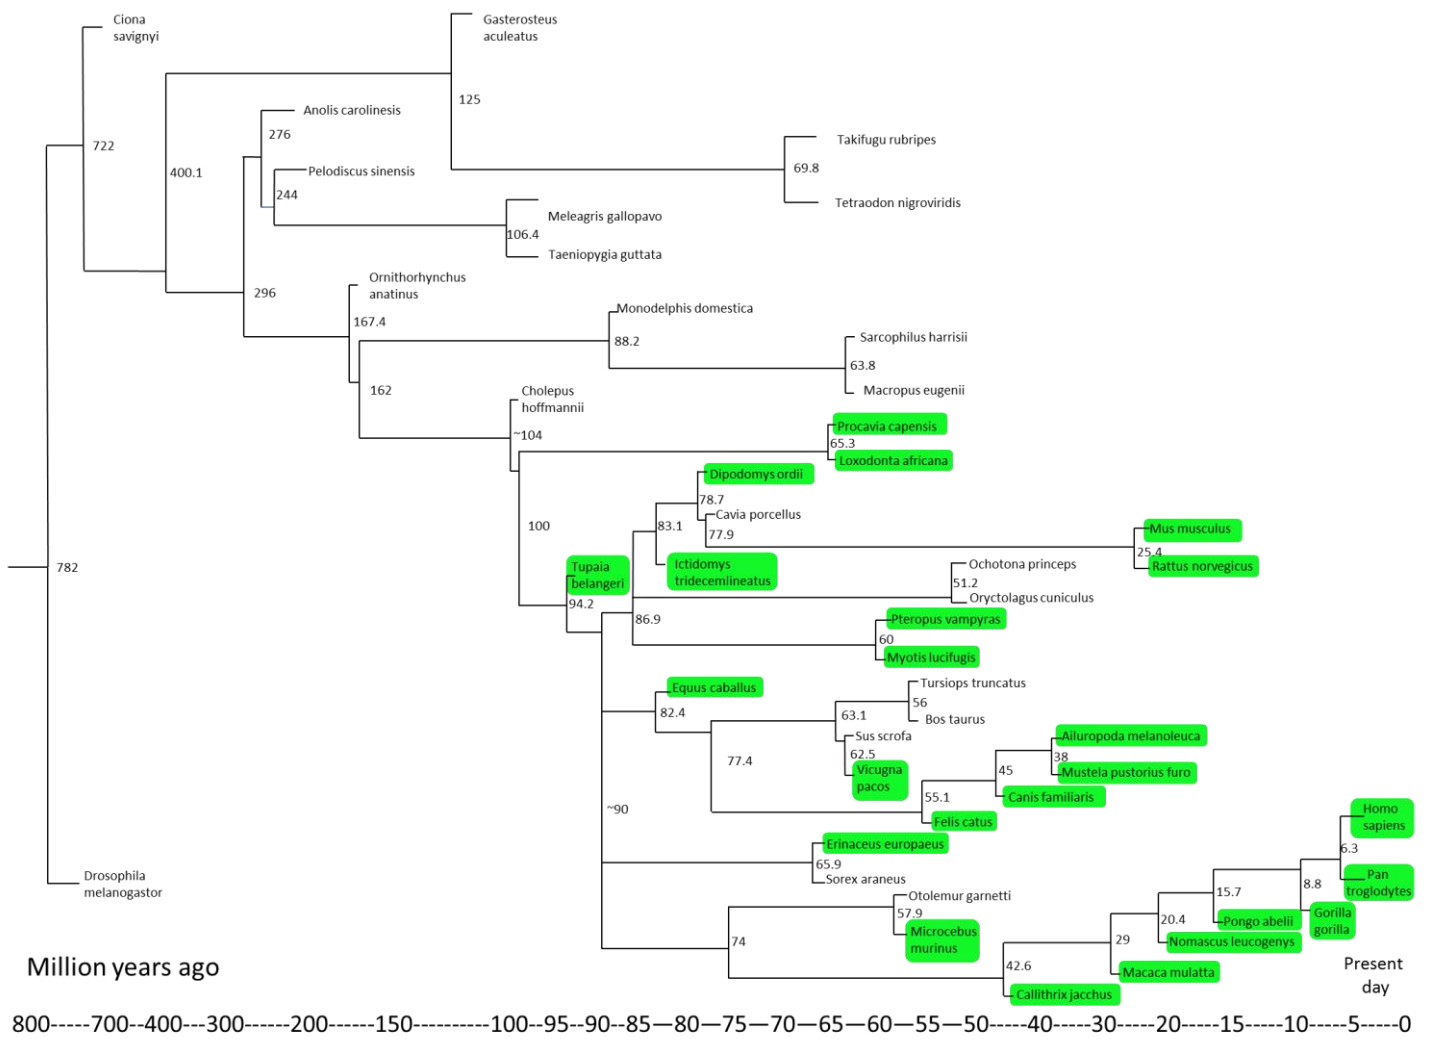 Ciona
savignyi
Gasterosteus
aculeatus
125
Anolis carolinesis
276
Takifugu rubripes
722
400.1
69.8
Pelodiscus sinensis
244
Tetraodon nigroviridis
Meleagris gallopavo
106.4
Taeniopygia guttata
Ornithorhynchus
anatinus
296
Monodelphis domestica
167.4
88.2
Sarcophilus harrisii
63.8
162
Macropus eugenii
Cholepus
hoffmannii
~104
Procavia capensis
65.3
Loxodonta africana
Dipodomys ordii
78.7
Cavia porcellus
100
83.1
77.9
Mus musculus
25.4
Rattus norvegicus
782
Tupaia
belangeri
Ictidomys
tridecemlineatus
Ochotona princeps
51.2
Oryctolagus cuniculus
94.2
86.9
Pteropus vampyras
60
Myotis lucifugis
Equus caballus
82.4
Tursiops truncatus
56
63.1
Bos taurus
Sus scrofa
62.5
77.4
Vicugna
pacos
Ailuropoda melanoleuca
38
45
Mustela pustorius furo
55.1
Canis familiaris
~90
Felis catus
Homo
sapiens
6.3
Erinaceus europaeus
65.9
Sorex araneus
Drosophila
melanogastor
Pan
troglodytes
8.8
15.7
Otolemur garnetti
57.9
Microcebus
murinus
74
20.4
Pongo abelii
Gorilla
gorilla
29
Nomascus leucogenys
42.6
Macaca mulatta
Callithrix jacchus
Million years ago
Present
day
800-----700--400---300-------200------150------------100--95--90--85—80—75—70—65—60—55—50----40----30----20-----15-----10----5-----0